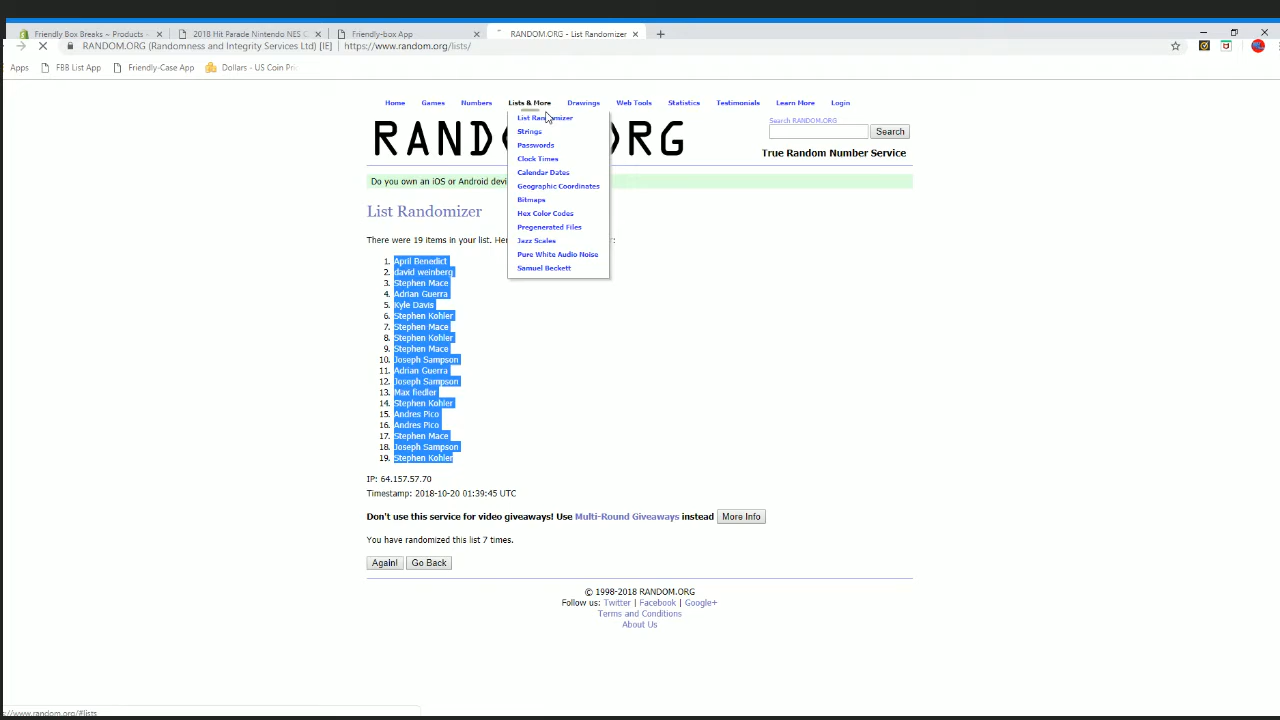 Friendly Box Breaks ~ Products
2018 Hit Parade Nintendo NES C
Friendly-box App
RANDOM.ORG - List Randomizer
RANDOM.ORG (Randomness and Integrity Services Ltd) [IE] | https://www.random.org/lists/
Apps FBB List App Friendly-Case App Dollars - US Coin Pri
Home Games Numbers Lists & More Drawings Web Tools Statistics Testimonials Learn More Login
List Randomizer
Strings
Passwords
Clock Times
Calendar Dates
Geographic Coordinates
Bitmaps
Hex Color Codes
Pregenerated Files
Jazz Scales
Pure White Audio Noise
Samuel Beckett
Search RANDOM.ORG
Search
True Random Number Service
Do you own an iOS or Android devi
List Randomizer
There were 19 items in your list. Her
1. April Benedict
2. david weinberg
3. Stephen Mace
4. Adrian Guerra
5. Kyle Davis
6. Stephen Kohler
7. Stephen Mace
8. Stephen Kohler
9. Stephen Mace
10. Joseph Sampson
11. Adrian Guerra
12. Joseph Sampson
13. Max fiedler
14. Stephen Kohler
15. Andres Pico
16. Andres Pico
17. Stephen Mace
18. Joseph Sampson
19. Stephen Kohler
IP: 64.157.57.70
Timestamp: 2018-10-20 01:39:45 UTC
Don't use this service for video giveaways! Use Multi-Round Giveaways instead More Info
You have randomized this list 7 times.
Again! Go Back
© 1998-2018 RANDOM.ORG
Follow us: Twitter | Facebook | Google+
Terms and Conditions
About Us
s://www.random.org/#lists